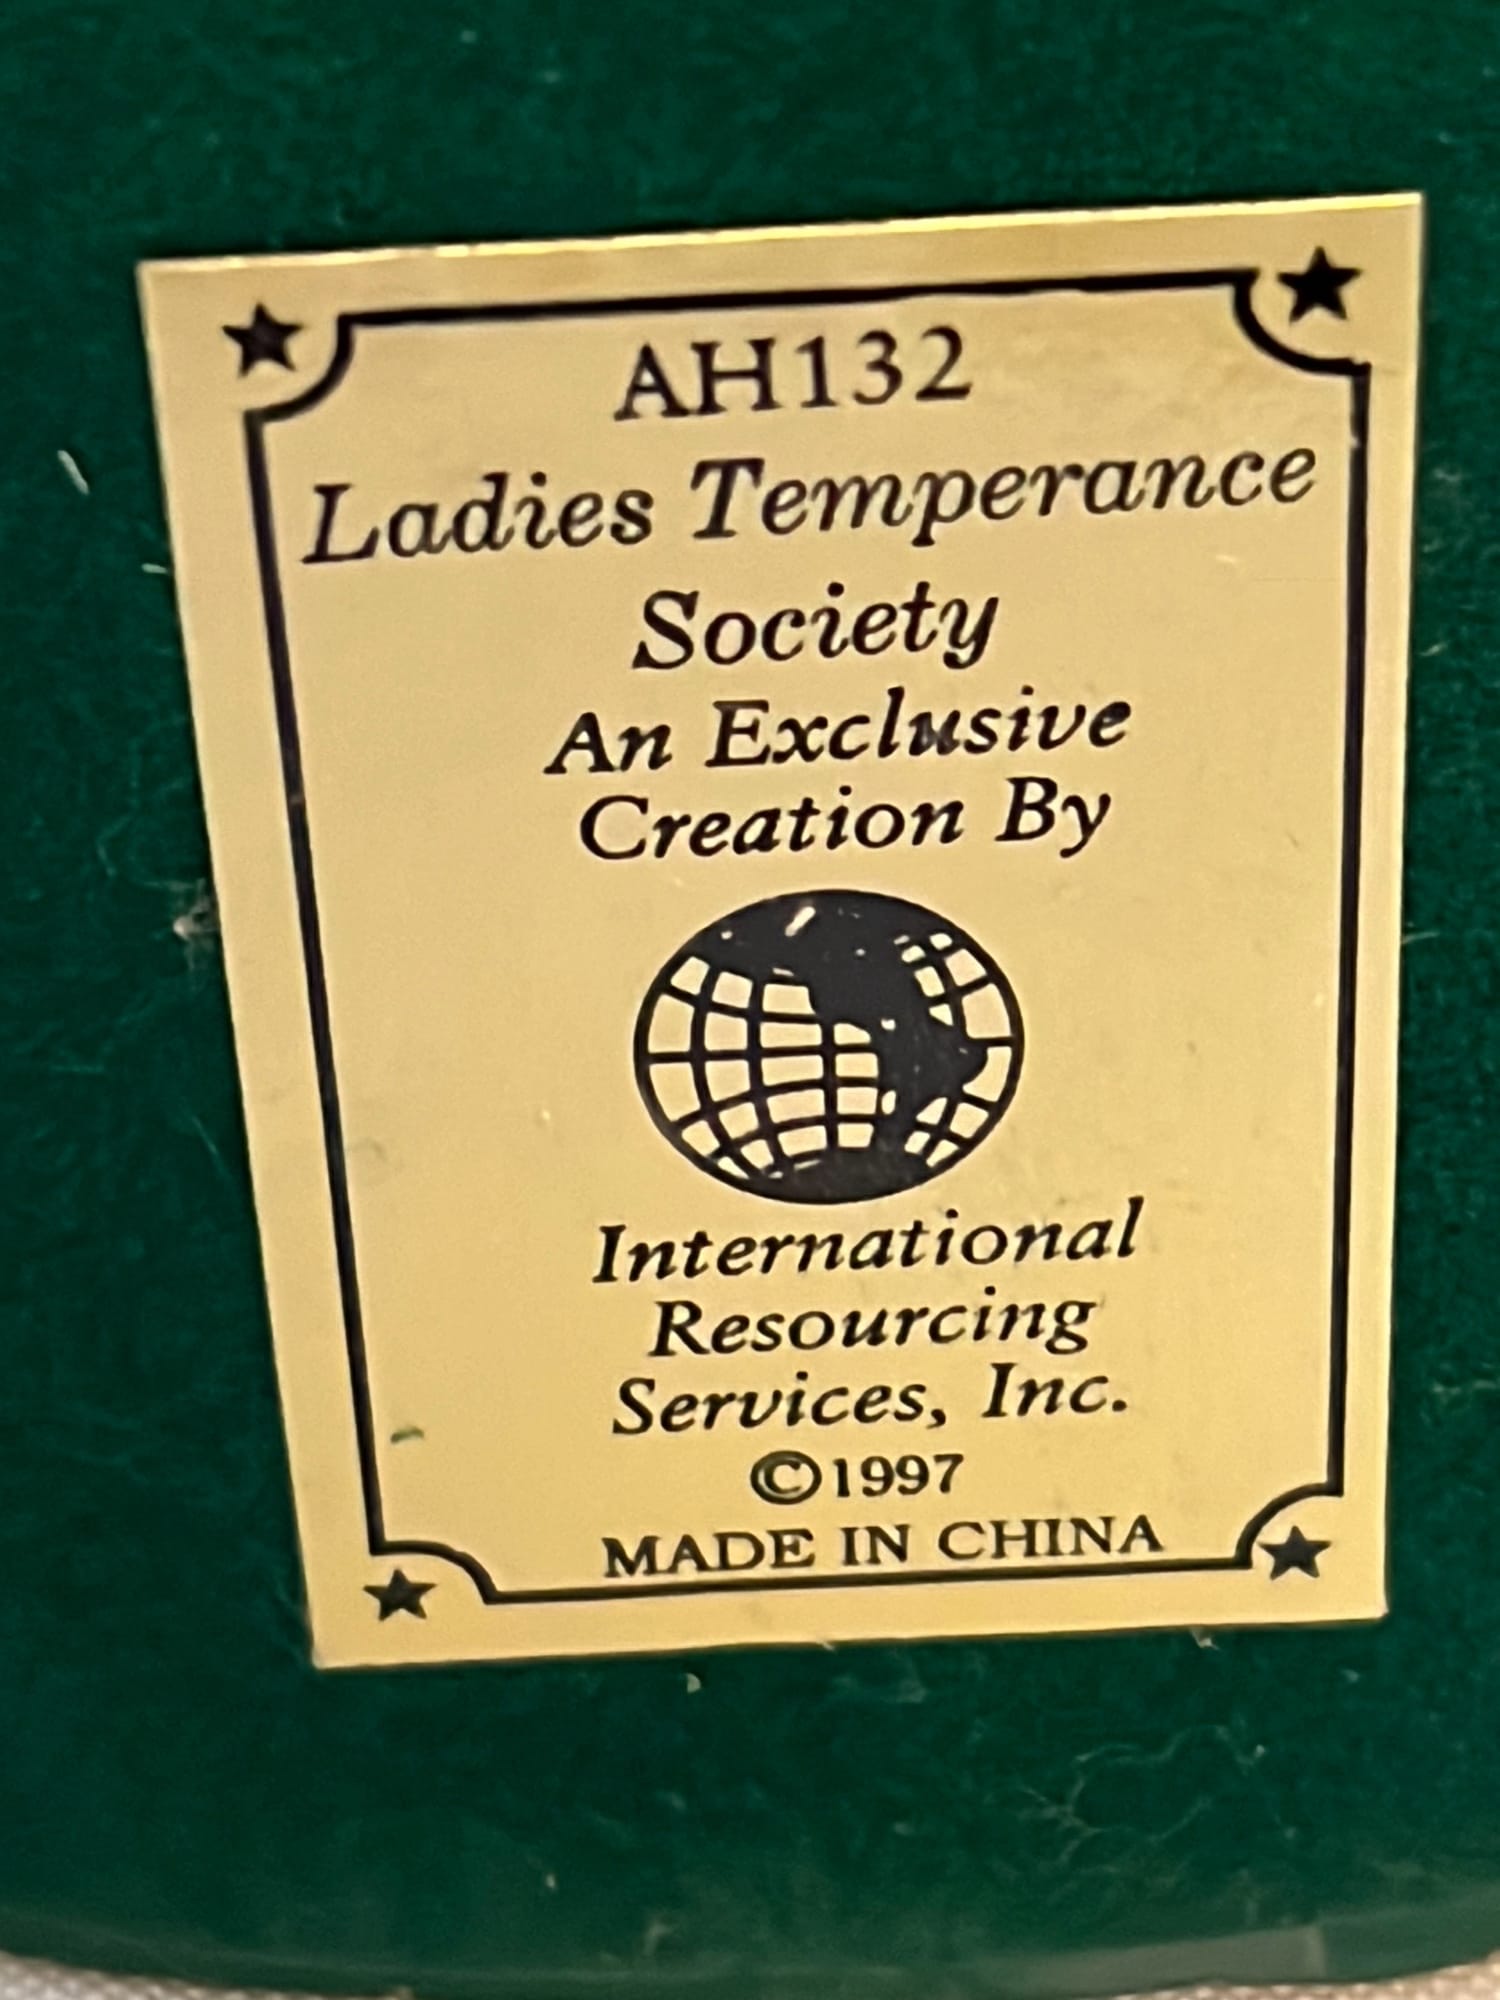 AH132
Ladies Temperance
Society
An Exclusive
Creation By
International
Resourcing
Services, Inc.
©1997
MADE IN CHINA